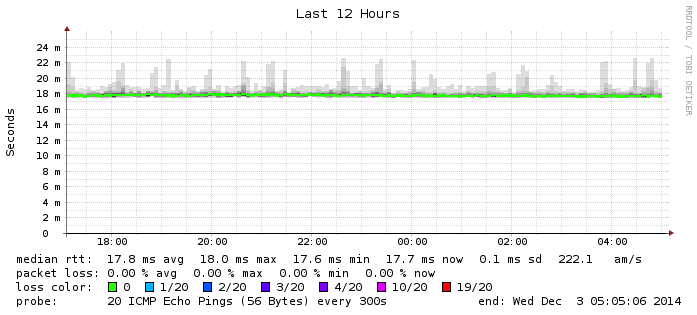 Last 12 Hours
RRDTOOL / TOBI OETIKER
Seconds
24 m
22 m
20 m
18 m
16 m
14 m
12 m
10 m
8 m
6 m
4 m
2 m
0
18:00 20:00 22:00 00:00 02:00 04:00
median rtt: 17.8 ms avg 18.0 ms max 17.6 ms min 17.7 ms now 0.1 ms sd 222.1 am/s
packet loss: 0.00 % avg 0.00 % max 0.00 % min 0.00 % now
loss color: 0 1/20 2/20 3/20 4/20 10/20 19/20
probe: 20 ICMP Echo Pings (56 Bytes) every 300s end: Wed Dec 3 05:05:06 2014